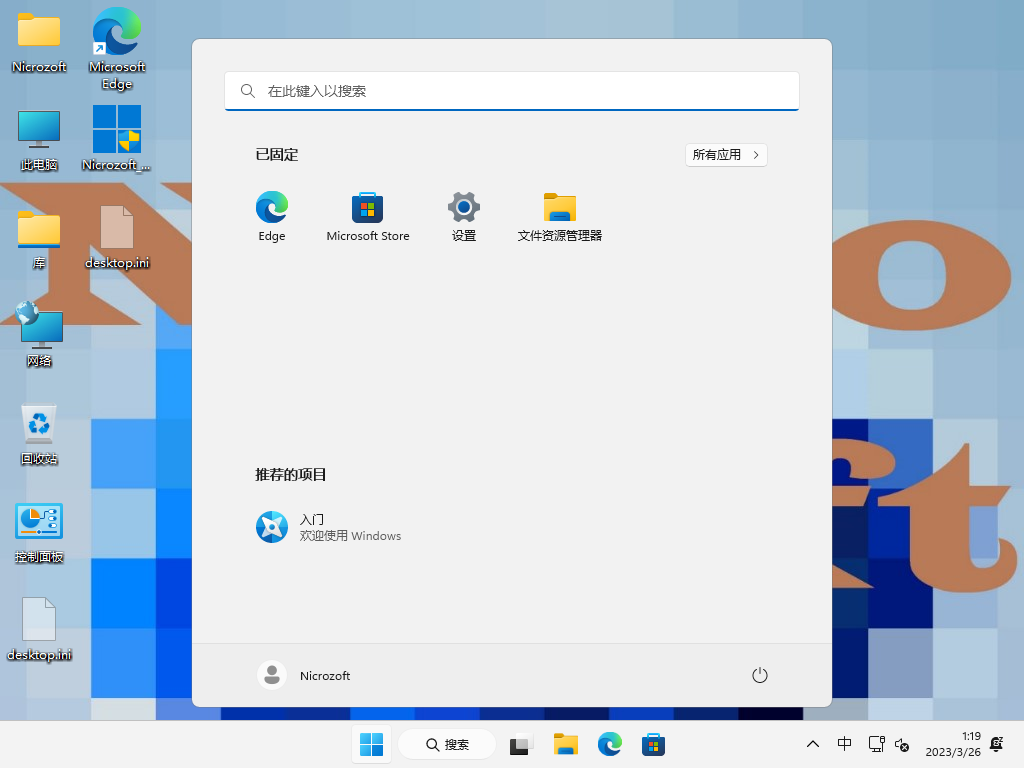 Nicrozoft
Microsoft
Edge
此电脑
Nicrozoft_...
库
desktop.ini
网络
回收站
控制面板
desktop.ini
在此键入以搜索
已固定
所有应用
Edge
Microsoft Store
设置
文件资源管理器
推荐的项目
入门
欢迎使用 Windows
Nicrozoft
N
o
ft
搜索
中
1:19
2023/3/26